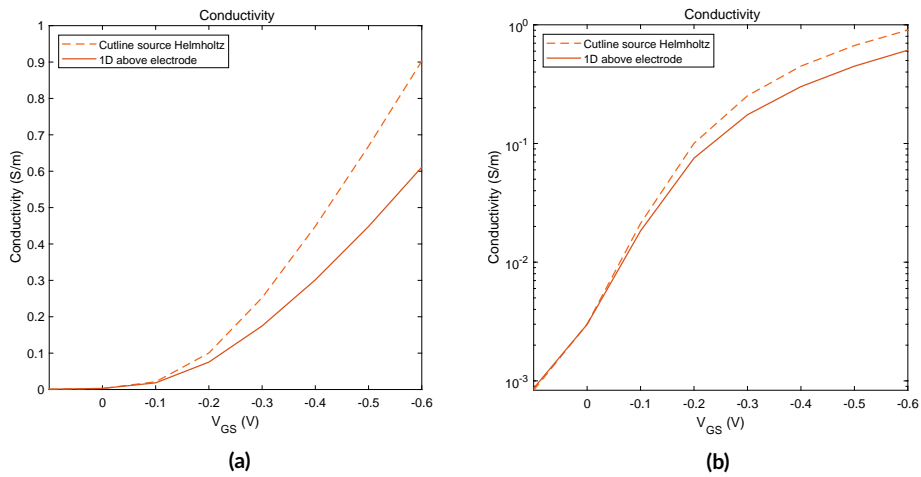 Conductivity
1
0.9
0.8
0.7
0.6
0.5
0.4
0.3
0.2
0.1
0
Conductivity (S/m)
Cutline source Helmholtz
1D above electrode
0 -0.1 -0.2 -0.3 -0.4 -0.5 -0.6
V_GS (V)
(a)
Conductivity
10^0
10^-1
10^-2
10^-3
Conductivity (S/m)
Cutline source Helmholtz
1D above electrode
0 -0.1 -0.2 -0.3 -0.4 -0.5 -0.6
V_GS (V)
(b)